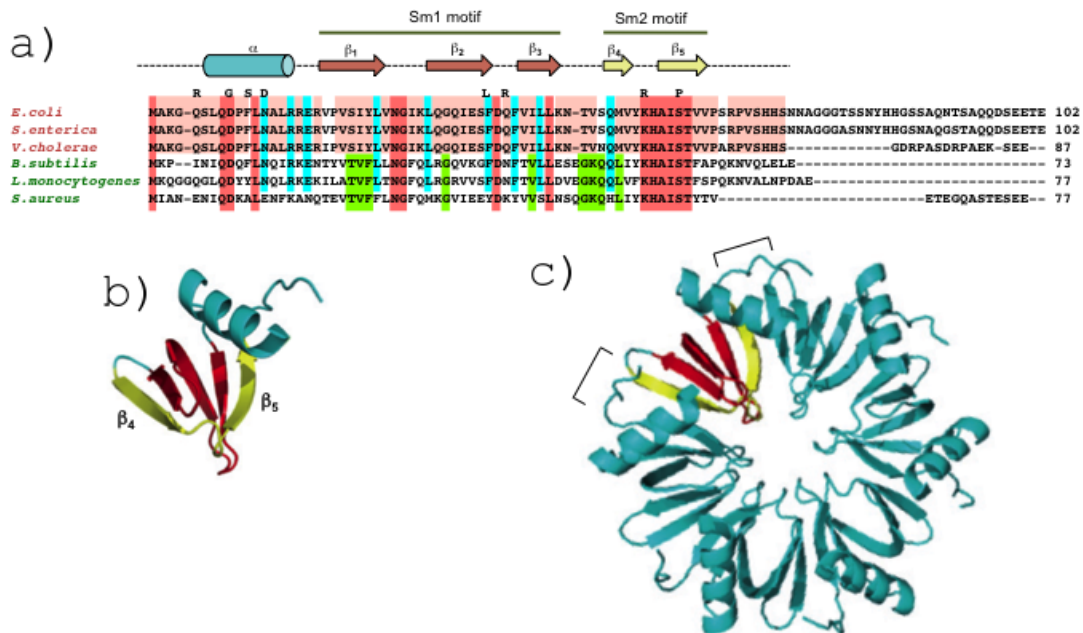 a)
Sm1 motif Sm2 motif
α β1 β2 β3 β4 β5
R G S D L R R P
E.coli MAKG-QSLQDPFLNALRRERVPVSIYLVNGIKLQGQIESFDQFVILLKN-TVSQMVYKHAISTVVPSRPVSHHSNNAGGGTSSNYHHGSSAQNTSAQQDSEETE 102
S.enterica MAKG-QSLQDPFLNALRRERVPVSIYLVNGIKLQGQIESFDQFVILLKN-TVSQMVYKHAISTVVPSRPVSHHSNNAGGGASNNYHHGSNAQGSTAQQDSEETE 102
V.cholerae MAKG-QSLQDPFLNALRRERIPVSIYLVNGIKLQGQIESFDQFVILLKN-TVNQMVYKHAISTVVPARPVSHHS-------------GDRPASDRPAEK-SEE-- 87
B.subtilis MKP--INIQDQFLNQIRKENTYVTVFLLNGFQLRGQVKGFDNFTVLLESEGKQQLIYKHAISTFAPQKNVQLELE------------------------------ 73
L.monocytogenes MKQGGQGLQDYYLNQLRKEKILATVFLTNGFQLRGRVVSFDNFTVLLDVEGKQQLVFKHAISTFSPQKNVALNPDAE---------------------------- 77
S.aureus MIAN-ENIQDKALENFKANQTEVTVFFLNGFQMKGVIEEYDKYVVSLNSQGKQHLIYKHAISTYTV-------------------------ETEGQASTESEE-- 77
b)
c)
β4
β5